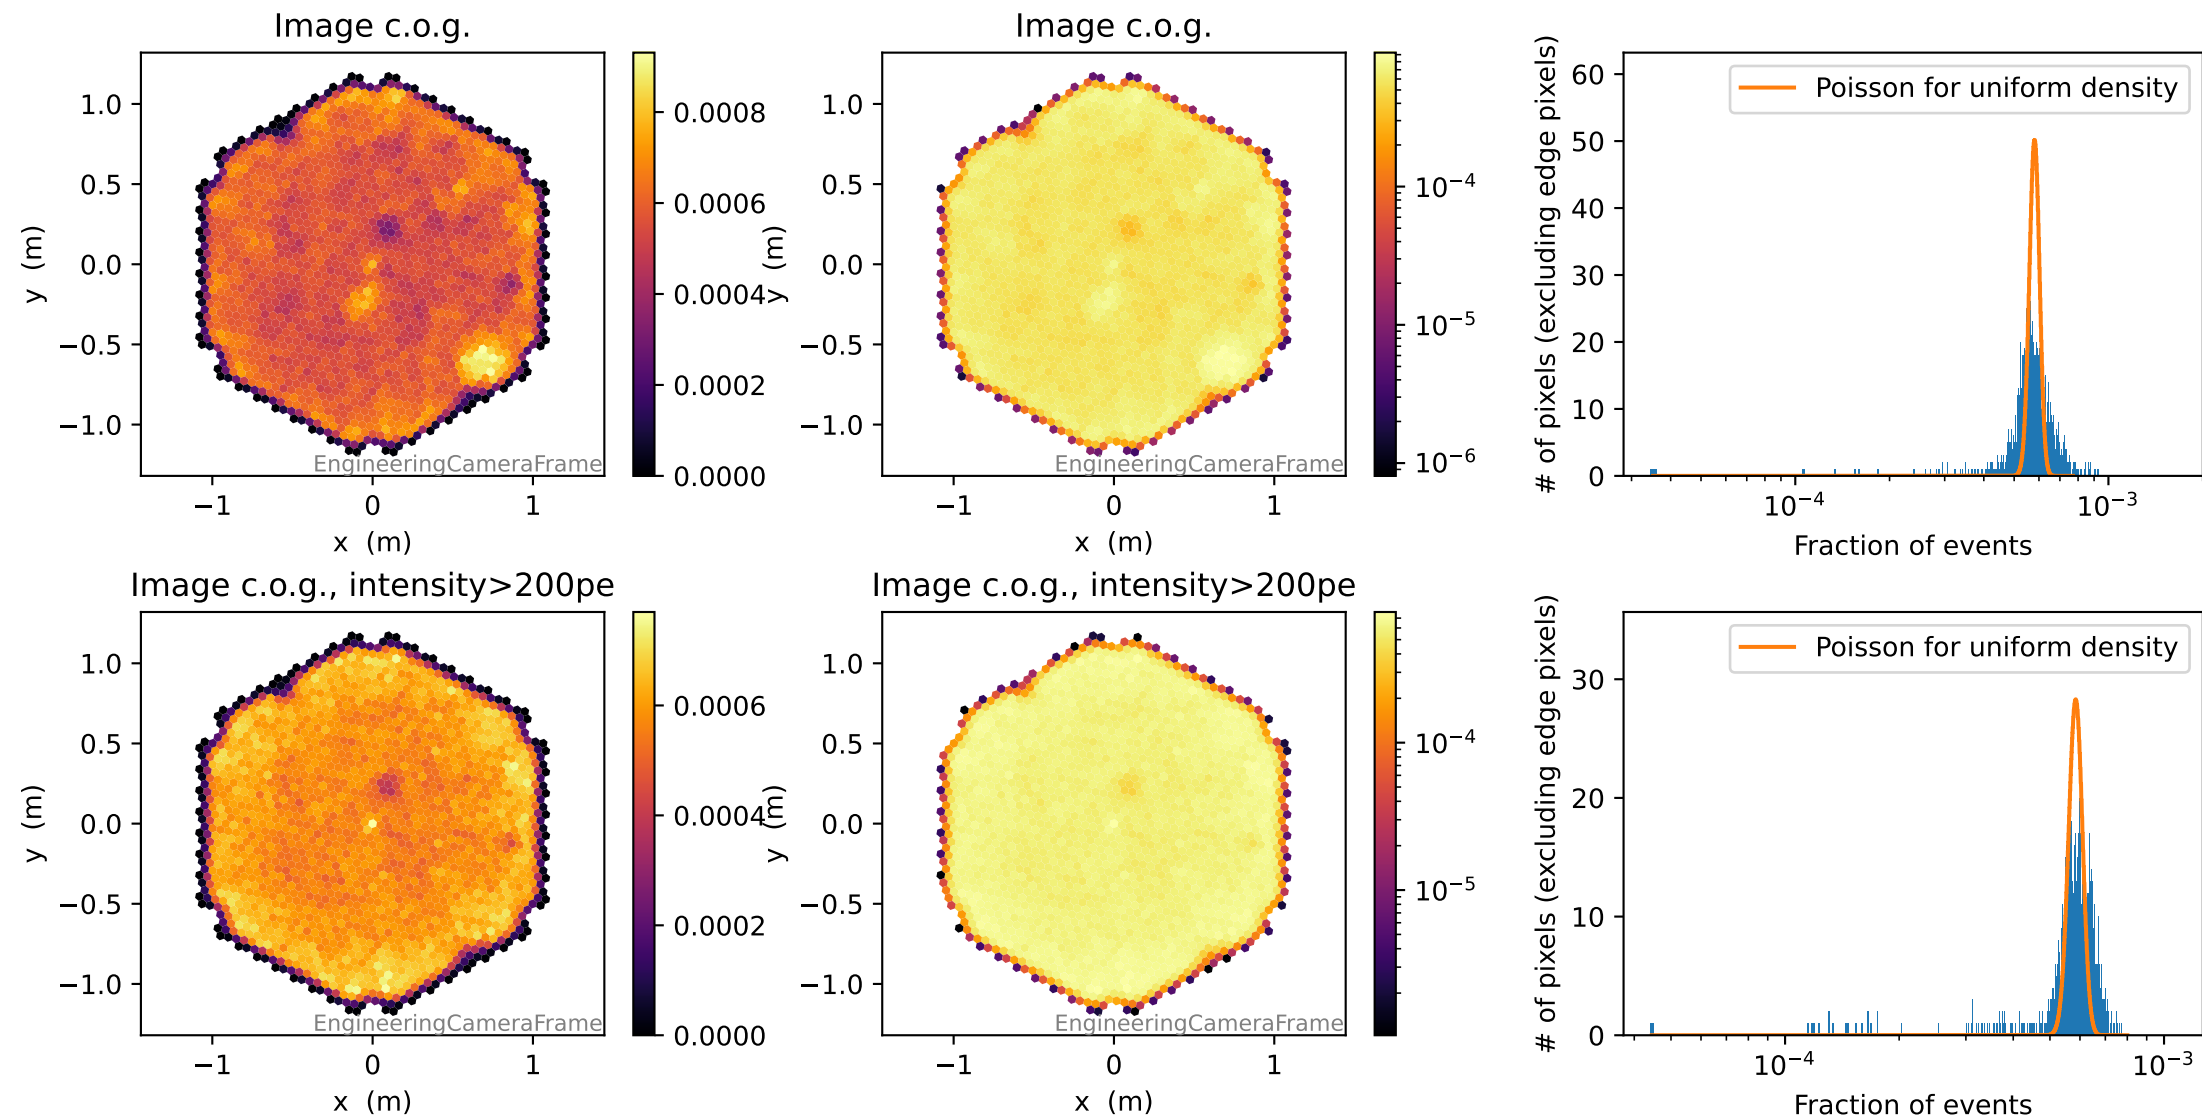 Image c.o.g.
1.0
0.5
0.0
−0.5
−1.0
y (m)
−1
0
1
x (m)
EngineeringCameraFrame
0.0008
0.0006
0.0004
0.0002
0.0000
Image c.o.g.
1.0
0.5
0.0
−0.5
−1.0
y (m)
−1
0
1
x (m)
EngineeringCameraFrame
10−4
10−5
10−6
Poisson for uniform density
60
50
40
30
20
10
0
# of pixels (excluding edge pixels)
10−4
10−3
Fraction of events
Image c.o.g., intensity>200pe
1.0
0.5
0.0
−0.5
−1.0
y (m)
−1
0
1
x (m)
EngineeringCameraFrame
0.0006
0.0004
0.0002
0.0000
Image c.o.g., intensity>200pe
1.0
0.5
0.0
−0.5
−1.0
y (m)
−1
0
1
x (m)
EngineeringCameraFrame
10−4
10−5
Poisson for uniform density
30
20
10
0
# of pixels (excluding edge pixels)
10−4
10−3
Fraction of events